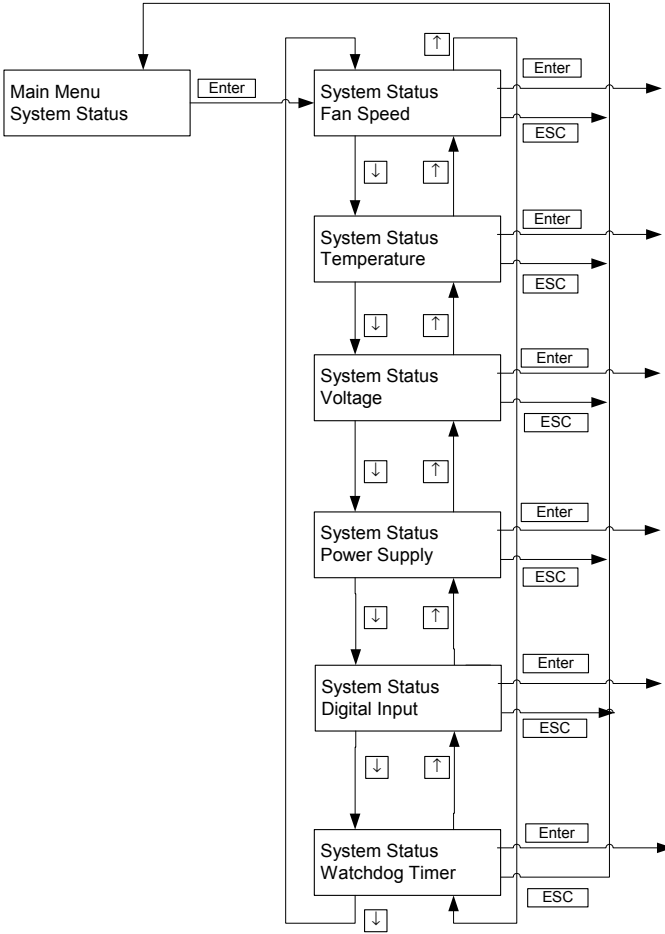 ↑
Main Menu
System Status
Enter
System Status
Fan Speed
Enter
ESC
↓
↑
System Status
Temperature
Enter
ESC
↓
↑
System Status
Voltage
Enter
ESC
↓
↑
System Status
Power Supply
Enter
ESC
↓
↑
System Status
Digital Input
Enter
ESC
↓
↑
System Status
Watchdog Timer
Enter
ESC
↓